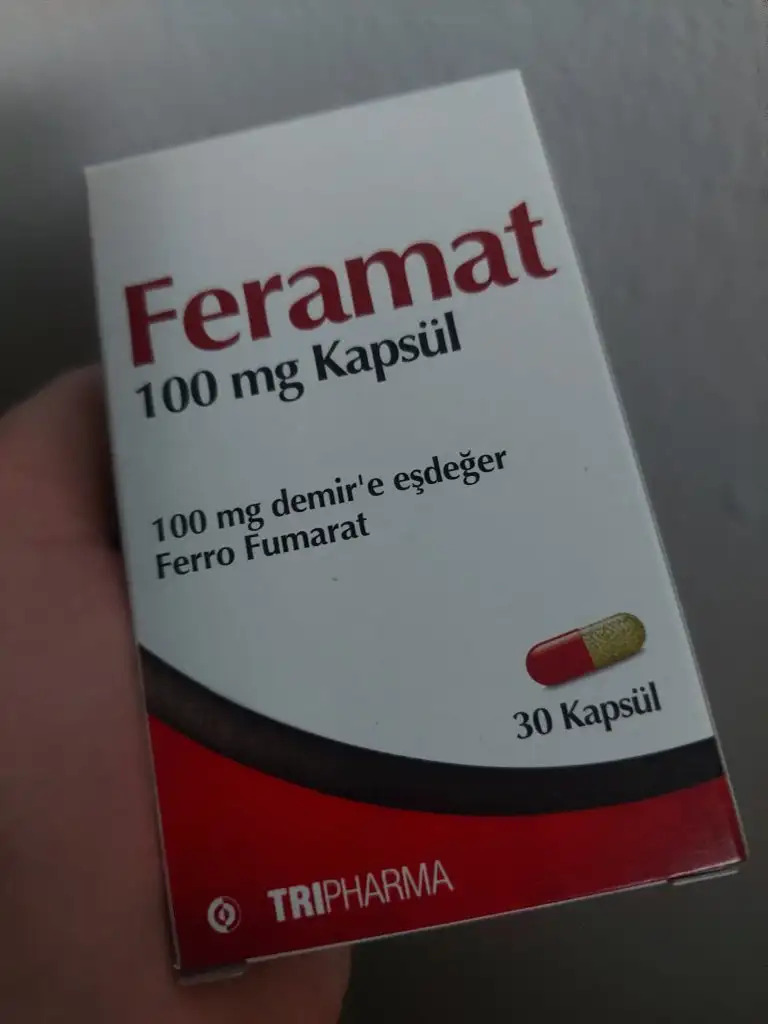 Feramat
100 mg Kapsül
100 mg demir'e eşdeğer
Ferro Fumarat
30 Kapsül
TRIPHARMA